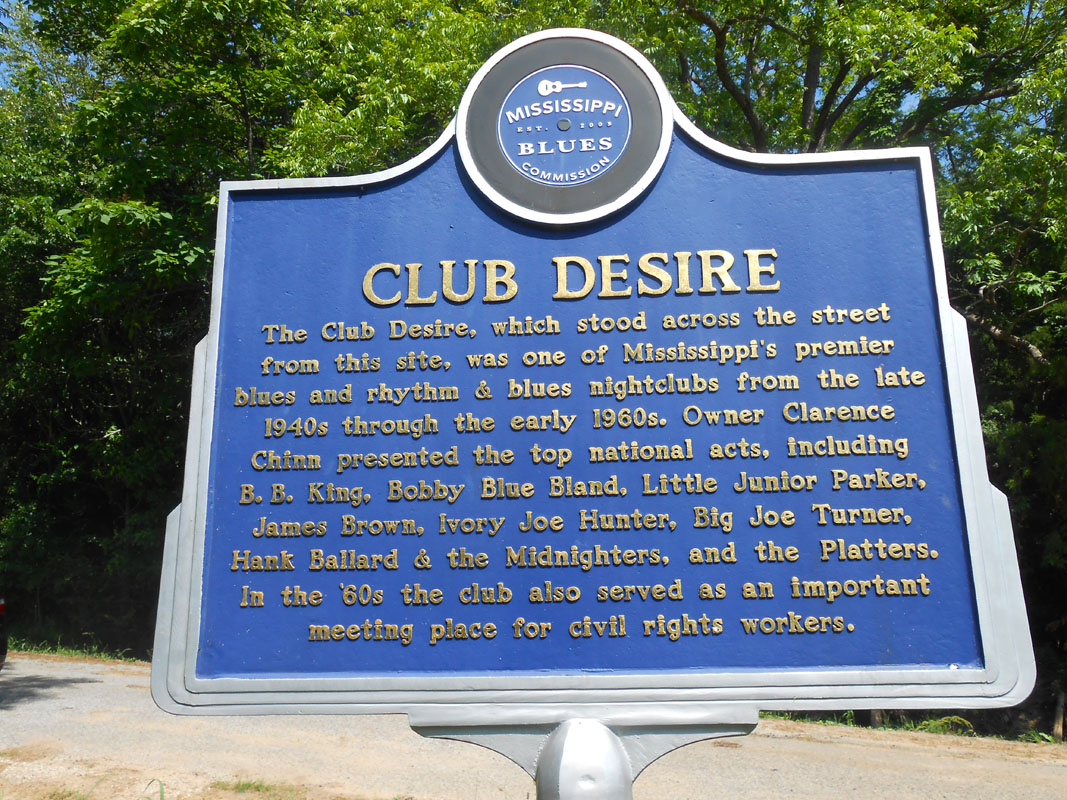 MISSISSIPPI
EST. 2003
BLUES
COMMISSION
CLUB DESIRE
The Club Desire, which stood across the street
from this site, was one of Mississippi's premier
blues and rhythm & blues nightclubs from the late
1940s through the early 1960s. Owner Clarence
Chinn presented the top national acts, including
B. B. King, Bobby Blue Bland, Little Junior Parker,
James Brown, Ivory Joe Hunter, Big Joe Turner,
Hank Ballard & the Midnighters, and the Platters.
In the '60s the club also served as an important
meeting place for civil rights workers.